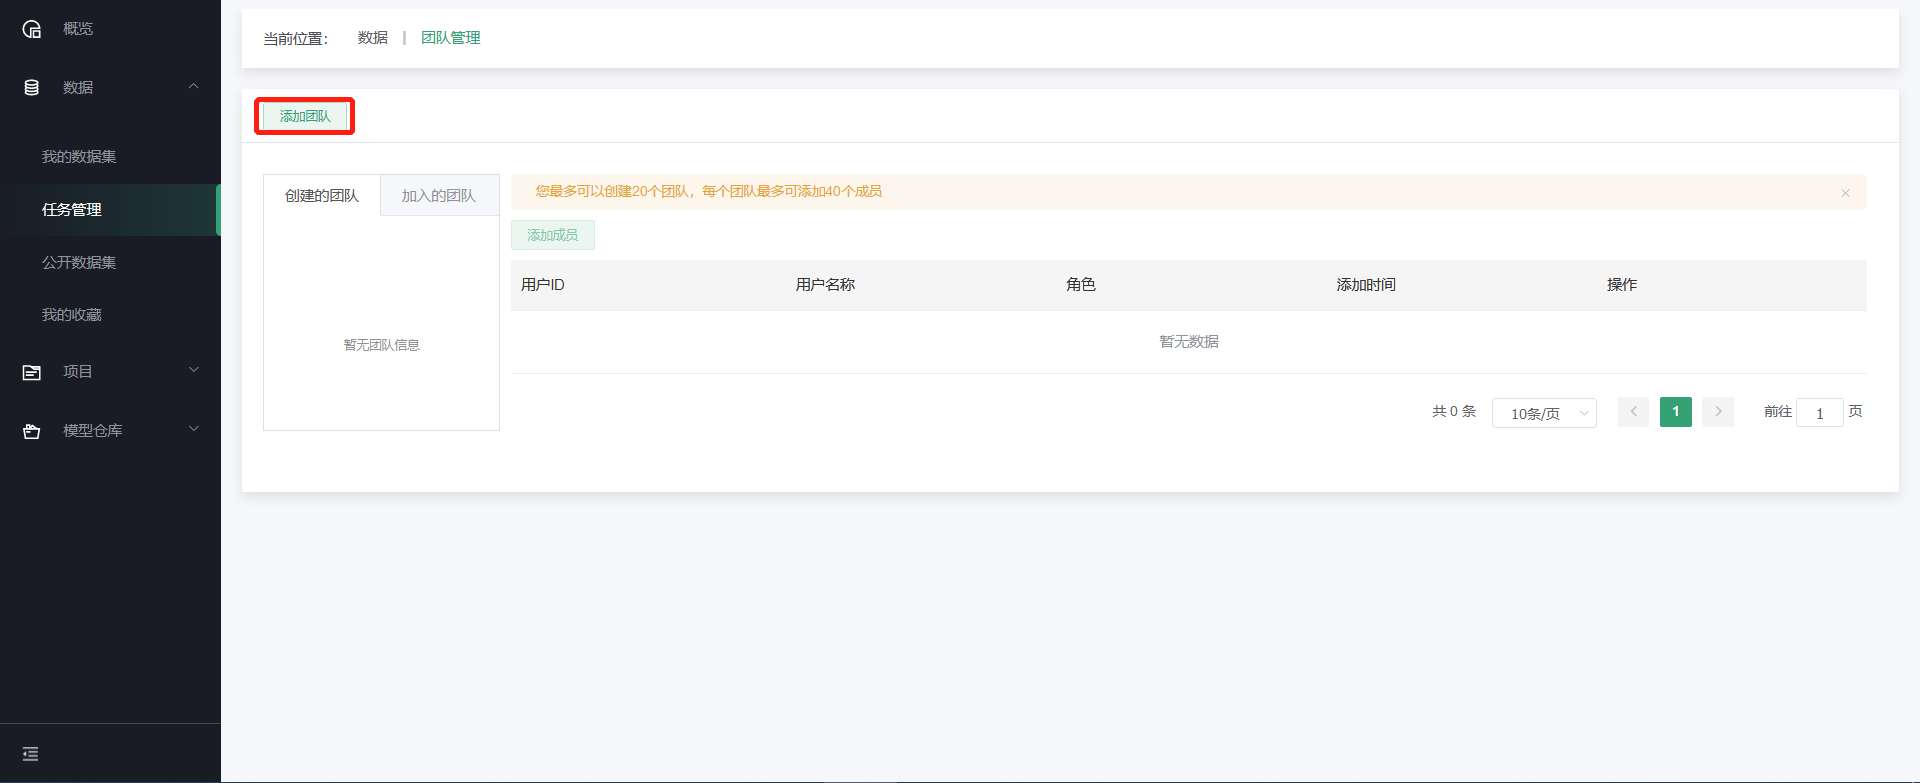 概览
数据
我的数据集
任务管理
公开数据集
我的收藏
项目
模型仓库
当前位置： 数据 | 团队管理
添加团队
创建的团队 加入的团队
暂无团队信息
您最多可以创建20个团队，每个团队最多可添加40个成员
添加成员
用户ID 用户名称 角色 添加时间 操作
暂无数据
共 0 条 10条/页 1 前往 1 页